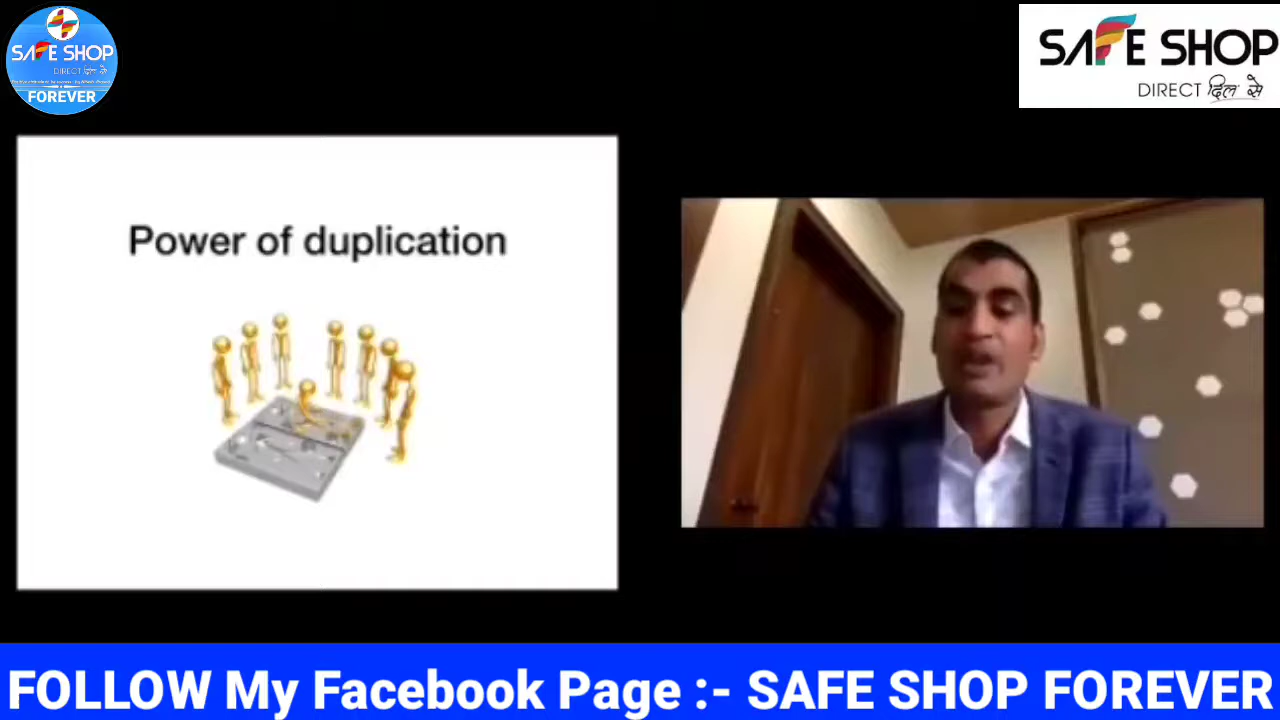 SAFE SHOP
DIRECT दिल से
FOREVER
SAFE SHOP
DIRECT दिल से
Power of duplication
FOLLOW My Facebook Page :- SAFE SHOP FOREVER